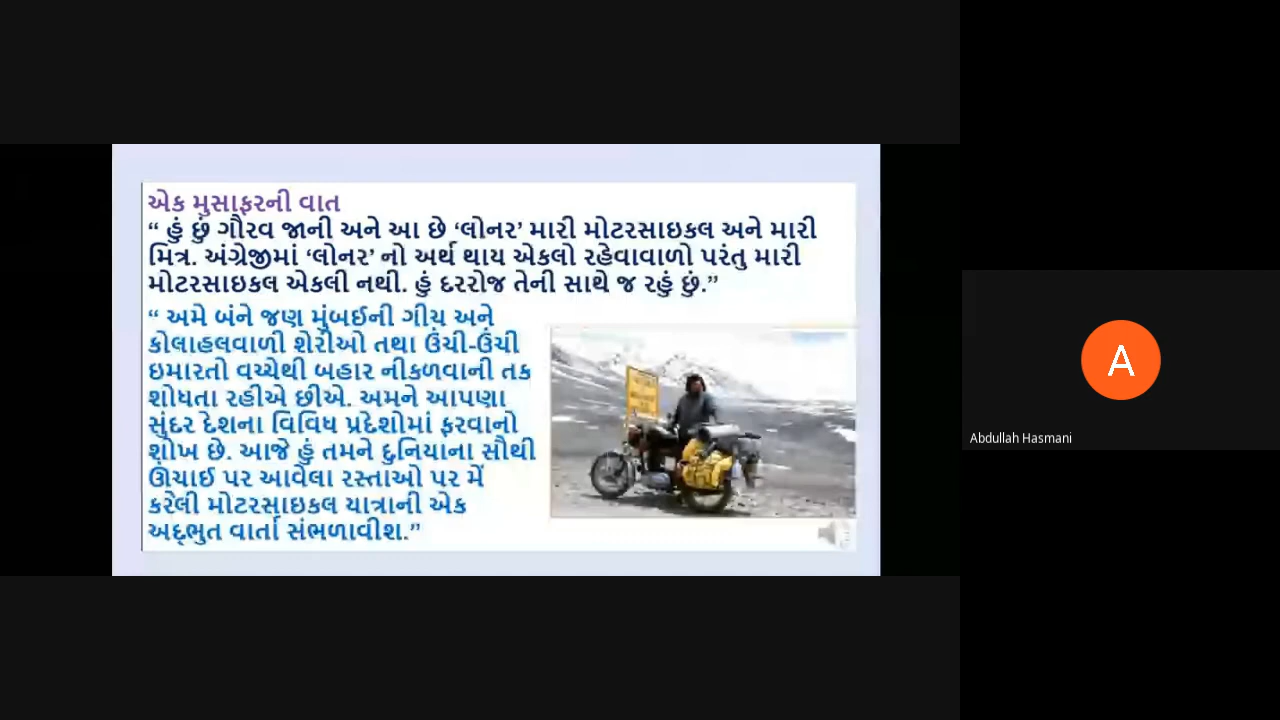 એક મુસાફરની વાત
“ હું છું ગૌરવ જાની અને આ છે ‘લોનર’ મારી મોટરસાઇકલ અને મારી
મિત્ર. અંગ્રેજીમાં ‘લોનર’ નો અર્થ થાય એકલો રહેવાવાળો પરંતુ મારી
મોટરસાઇકલ એકલી નથી. હું દરરોજ તેની સાથે જ રહું છું.”
“ અમે બંને જણ મુંબઈની ગીચ અને
કોલાહલવાળી શેરીઓ તથા ઉંચી-ઉંચી
ઇમારતો વચ્ચેથી બહાર નીકળવાની તક
શોધતા રહીએ છીએ. અમને આપણા
સુંદર દેશના વિવિધ પ્રદેશોમાં ફરવાનો
શોખ છે. આજે હું તમને દુનિયાના સૌથી
ઊંચાઈ પર આવેલા રસ્તાઓ પર મેં
કરેલી મોટરસાઇકલ યાત્રાની એક
અદ્ભુત વાર્તા સંભળાવીશ.”
A
Abdullah Hasmani